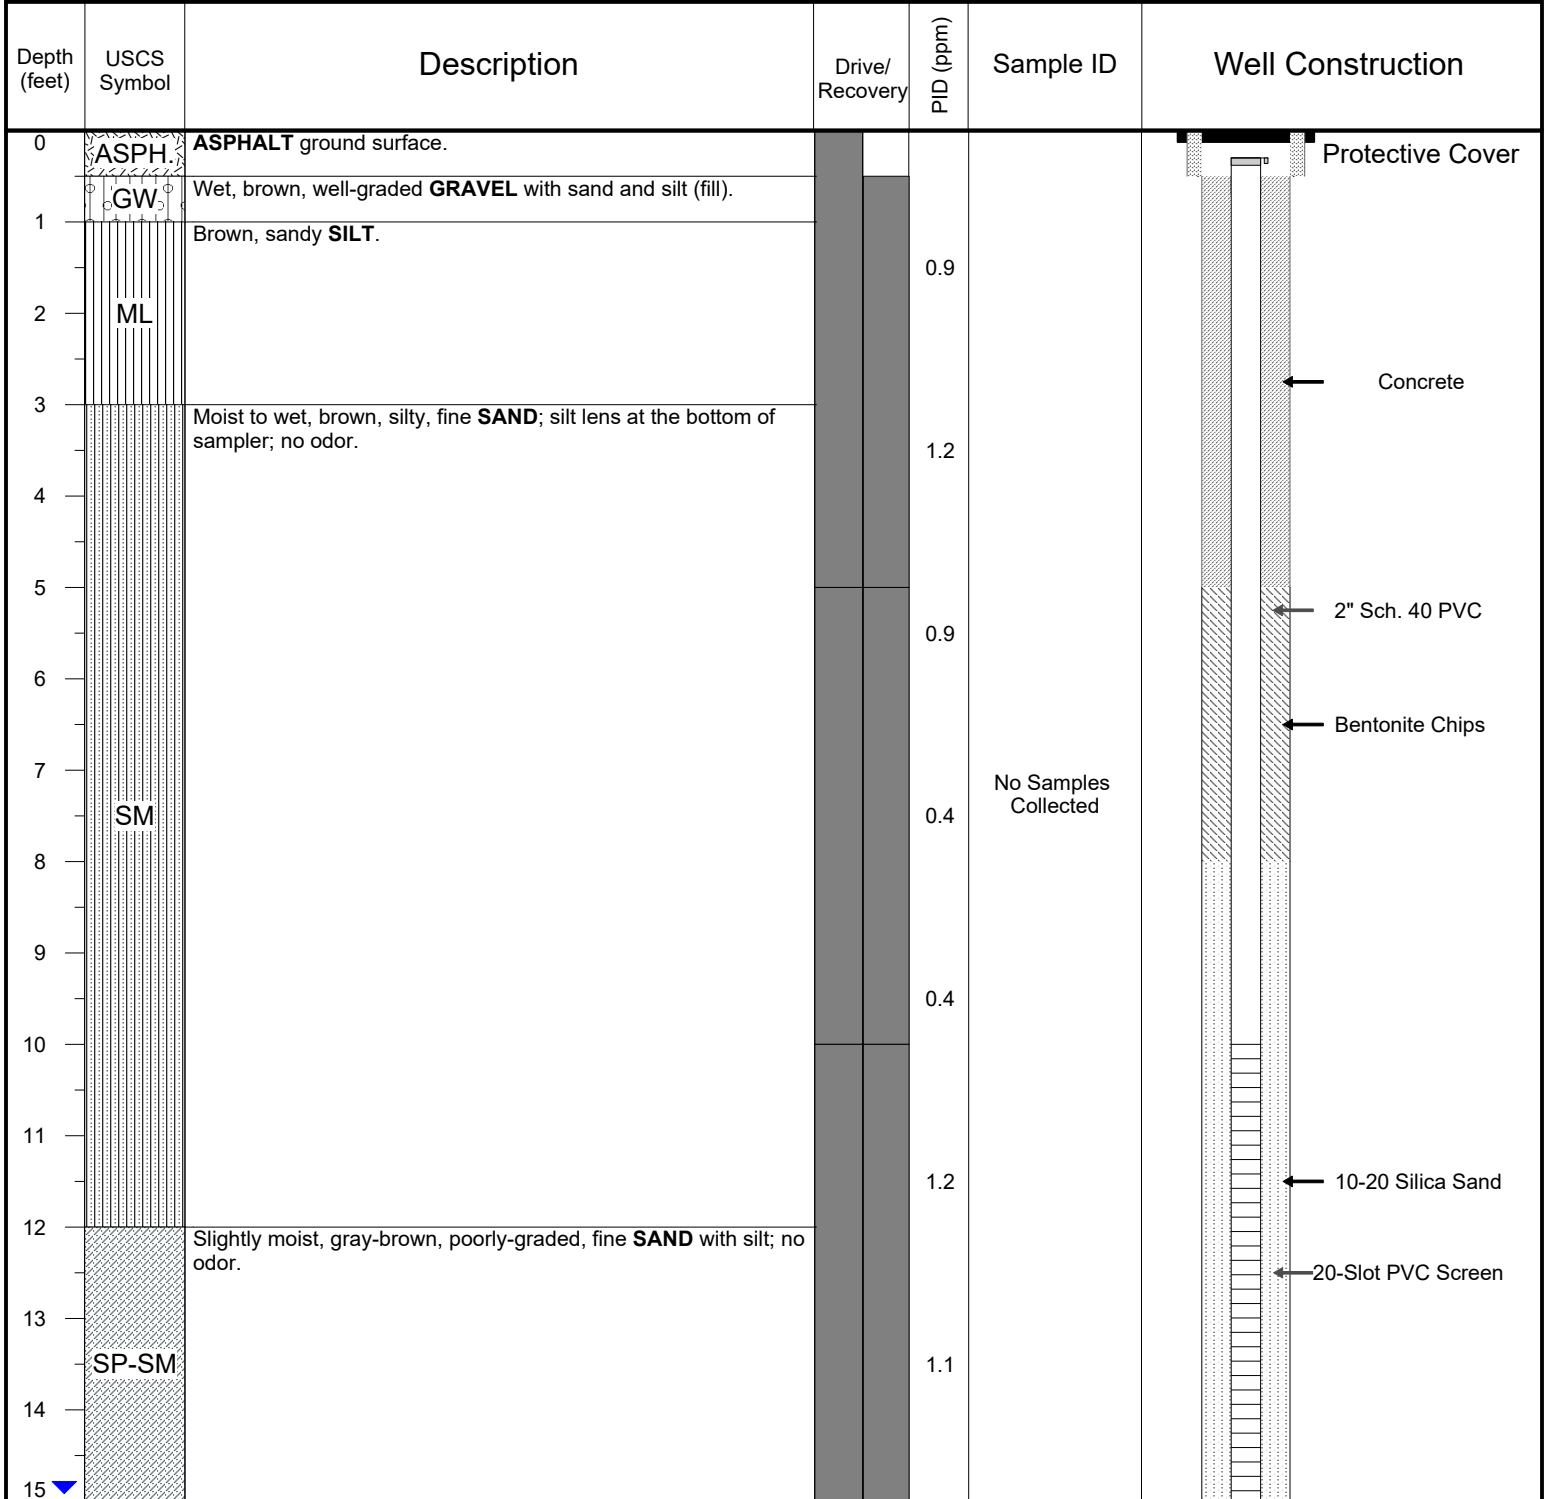 Depth
(feet)
USCS
Symbol
Description
Drive/
Recovery
PID (ppm)
Sample ID
Well Construction
0
ASPH.
ASPHALT ground surface.
Protective Cover
GW
Wet, brown, well-graded GRAVEL with sand and silt (fill).
1
Brown, sandy SILT.
0.9
2
ML
Concrete
3
Moist to wet, brown, silty, fine SAND; silt lens at the bottom of
sampler; no odor.
1.2
4
5
2" Sch. 40 PVC
0.9
6
Bentonite Chips
7
No Samples
Collected
SM
0.4
8
9
0.4
10
11
1.2
10-20 Silica Sand
12
Slightly moist, gray-brown, poorly-graded, fine SAND with silt; no
odor.
20-Slot PVC Screen
13
SP-SM
1.1
14
15